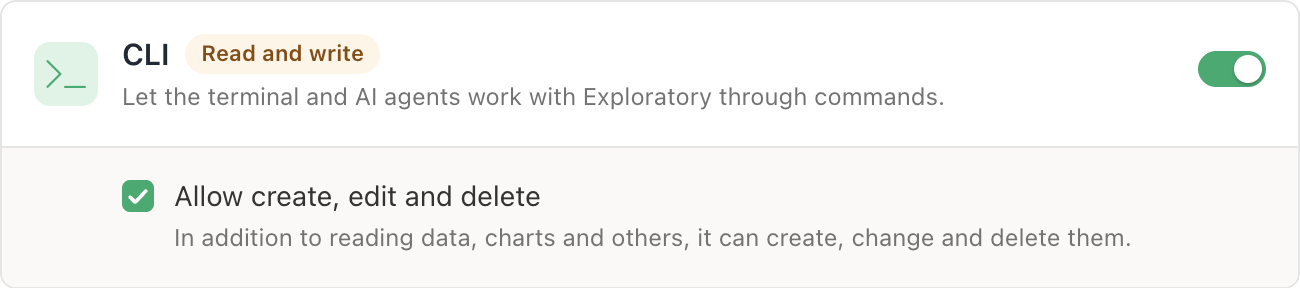 CLI Read and write
Let the terminal and AI agents work with Exploratory through commands.
Allow create, edit and delete
In addition to reading data, charts and others, it can create, change and delete them.